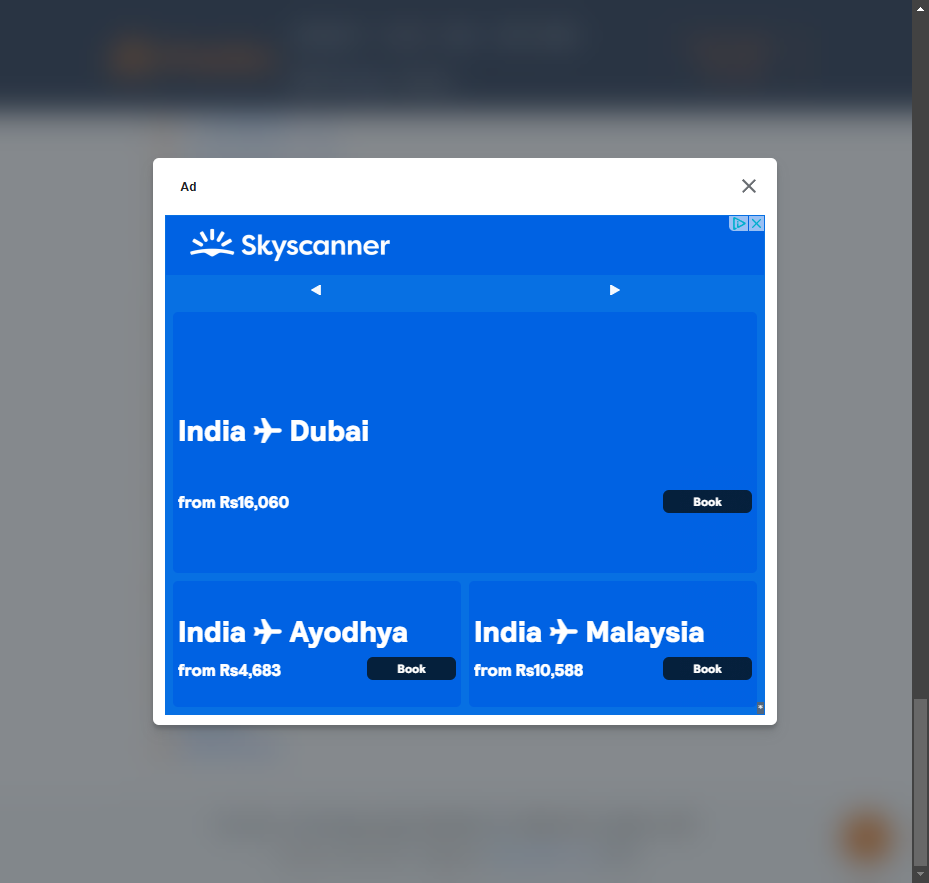 Ad
Skyscanner
India Dubai
from Rs16,060
Book
India Ayodhya
from Rs4,683
Book
India Malaysia
from Rs10,588
Book